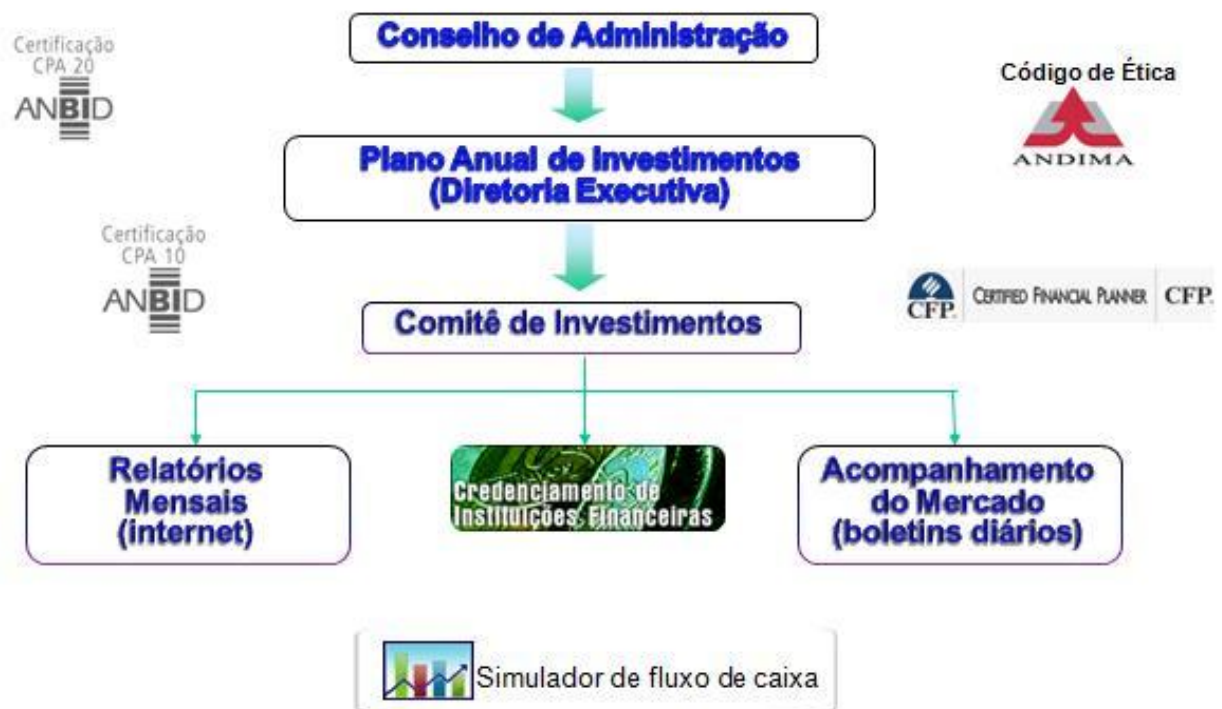 Conselho de Administração
Certificação
CPA 20
ANBID
Código de Ética
ANDIMA
Plano Anual de Investimentos
(Diretoria Executiva)
Certificação
CPA 10
ANBID
CFP. CERTIFIED FINANCIAL PLANNER CFP.
Comitê de Investimentos
Relatórios
Mensais
(internet)
Credenciamento de
Instituições Financeiras
Acompanhamento
do Mercado
(boletins diários)
Simulador de fluxo de caixa